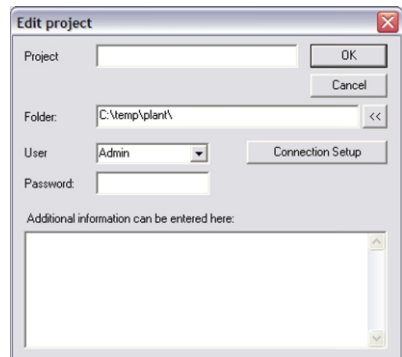 Edit project
Project
OK
Cancel
Folder:
C:\temp\plant\
<<
User
Admin
Connection Setup
Password:
Additional information can be entered here: